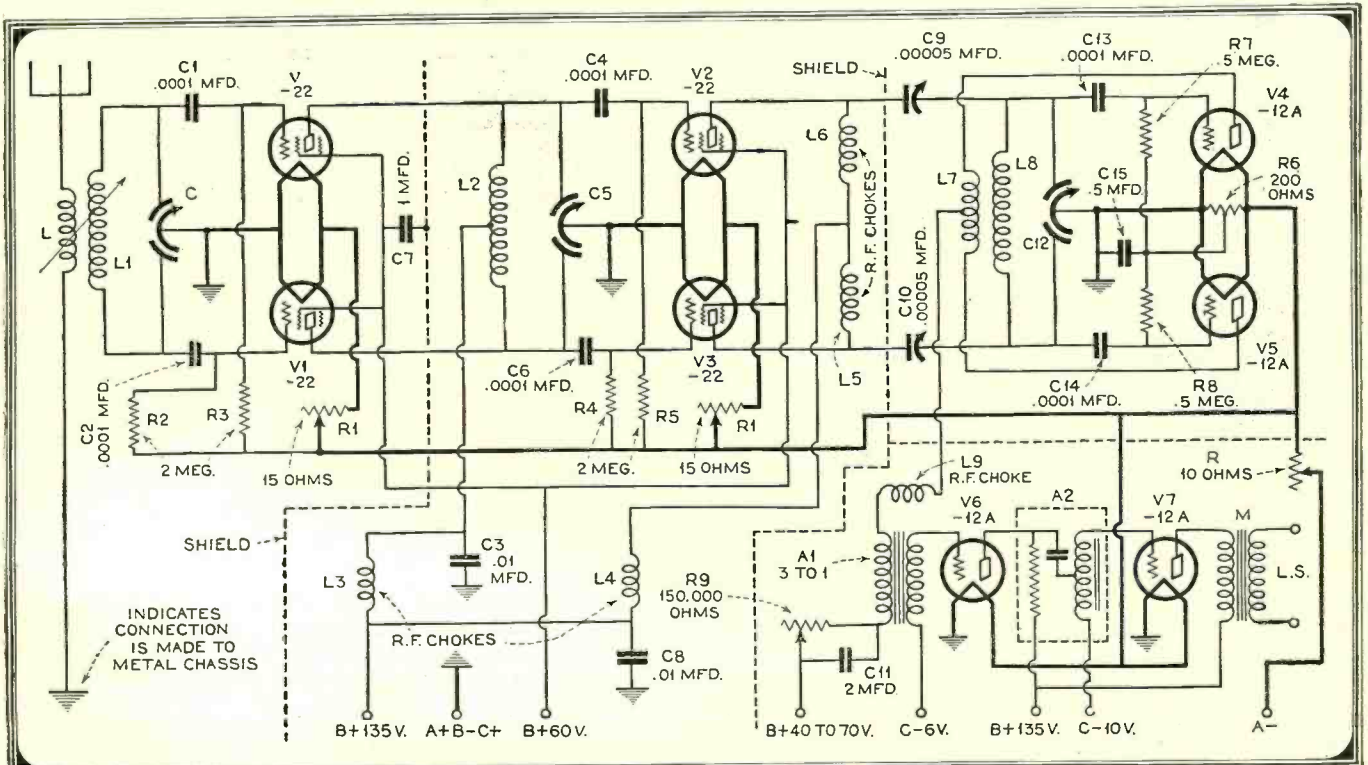 C1
.0001 MFD.
V
-22
C4
.0001 MFD.
V2
-22
SHIELD
C9
.00005 MFD.
C13
.0001 MFD.
R7
.5 MEG.
V4
-12A
L
L1
C
1 MFD.
C7
L2
C5
L6
R.F. CHOKES
L7
L8
C15
.5 MFD.
R6
200
OHMS
C12
C10
.00005 MFD.
C2
.0001 MFD.
V1
-22
C6
.0001 MFD.
V3
-22
L5
C14
.0001 MFD.
R8
.5 MEG.
V5
-12A
R2
R3
R1
2 MEG.
15 OHMS
R4
R5
R1
2 MEG.
15 OHMS
L9
R.F. CHOKE
R
10 OHMS
SHIELD
C3
.01
MFD.
L3
L4
R.F. CHOKES
R9
150,000
OHMS
A1
3 TO 1
V6
-12A
A2
V7
-12A
M
L.S.
INDICATES
CONNECTION
IS MADE TO
METAL CHASSIS
C8
.01 MFD.
C11
2 MFD.
B+135V.
A+B-C+
B+60V.
B+40 TO 70V.
C-6V.
B+135V.
C-10V.
A-